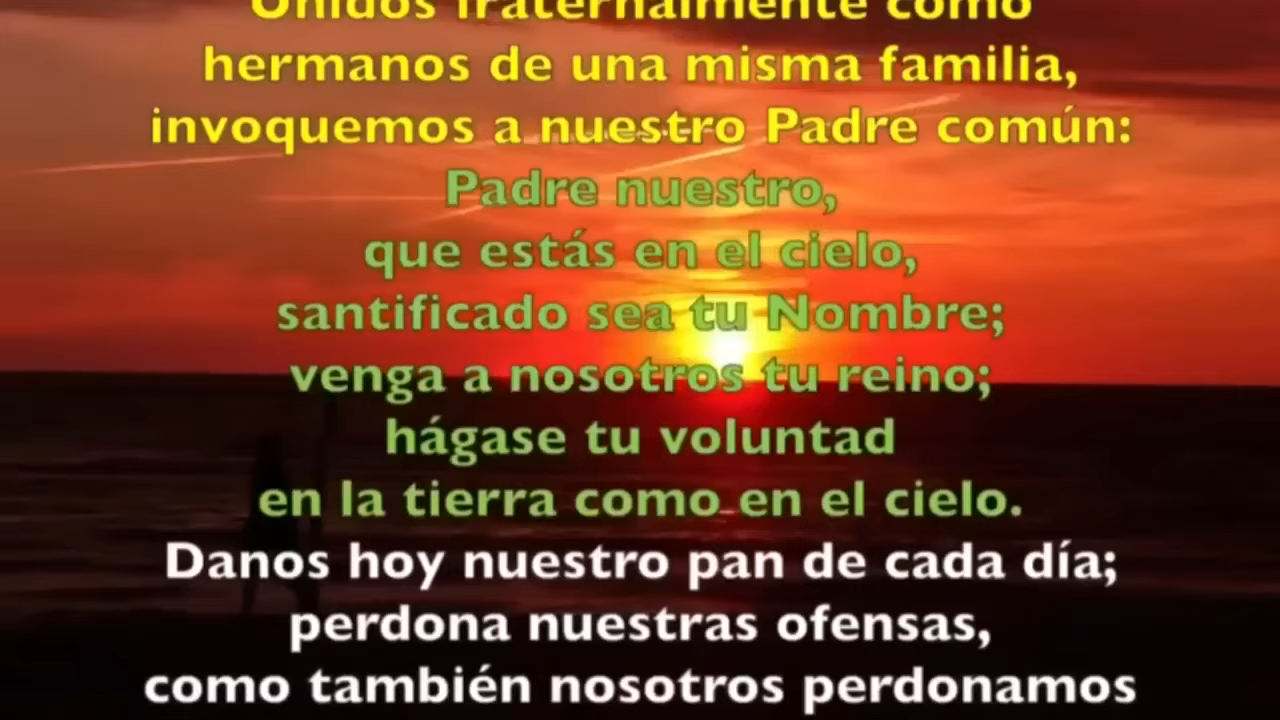 Unidos fraternalmente como
hermanos de una misma familia,
invoquemos a nuestro Padre común:
Padre nuestro,
que estás en el cielo,
santificado sea tu Nombre;
venga a nosotros tu reino;
hágase tu voluntad
en la tierra como en el cielo.
Danos hoy nuestro pan de cada día;
perdona nuestras ofensas,
como también nosotros perdonamos